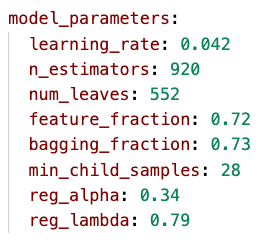 model_parameters:
  learning_rate: 0.042
  n_estimators: 920
  num_leaves: 552
  feature_fraction: 0.72
  bagging_fraction: 0.73
  min_child_samples: 28
  reg_alpha: 0.34
  reg_lambda: 0.79